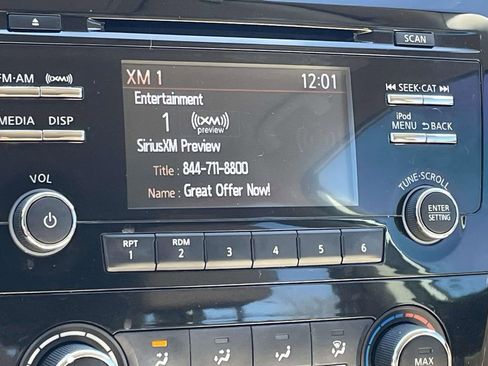 SCAN
FM·AM
((XM))
MEDIA
DISP
VOL
XM 1
12:01
Entertainment
1
((XM))
preview
SiriusXM Preview
Title : 844-711-8800
Name : Great Offer Now!
SEEK·CAT
iPod
MENU
BACK
TUNE·SCROLL
ENTER
SETTING
RPT
1
RDM
2
3
4
5
6
MAX